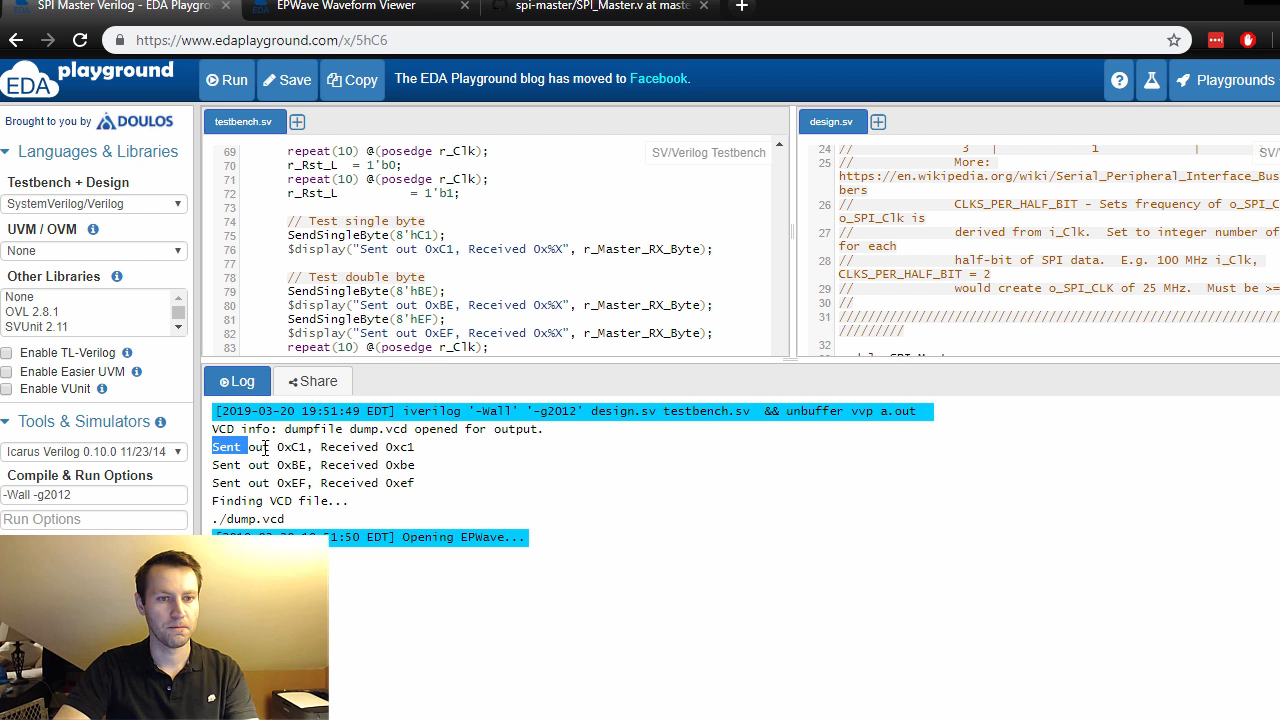 SPI Master Verilog - EDA Playgro
EPWave Waveform Viewer
spi-master/SPI_Master.v at mast
https://www.edaplayground.com/x/5hC6
EDA playground
Run
Save
Copy
The EDA Playground blog has moved to Facebook.
Playgrounds
Brought to you by DOULOS
Languages & Libraries
Testbench + Design
SystemVerilog/Verilog
UVM / OVM
None
Other Libraries
None
OVL 2.8.1
SVUnit 2.11
Enable TL-Verilog
Enable Easier UVM
Enable VUnit
Tools & Simulators
Icarus Verilog 0.10.0 11/23/14
Compile & Run Options
-Wall -g2012
Run Options
testbench.sv
SV/Verilog Testbench
69 repeat(10) @(posedge r_Clk);
70 r_Rst_L = 1'b0;
71 repeat(10) @(posedge r_Clk);
72 r_Rst_L = 1'b1;
73
74 // Test single byte
75 SendSingleByte(8'hC1);
76 $display("Sent out 0xC1, Received 0x%X", r_Master_RX_Byte);
77
78 // Test double byte
79 SendSingleByte(8'hBE);
80 $display("Sent out 0xBE, Received 0x%X", r_Master_RX_Byte);
81 SendSingleByte(8'hEF);
82 $display("Sent out 0xEF, Received 0x%X", r_Master_RX_Byte);
83 repeat(10) @(posedge r_Clk);
design.sv
SV/
24 // 3 | 1 |
25 // More:
https://en.wikipedia.org/wiki/Serial_Peripheral_Interface_Bus
bers
26 // CLKS_PER_HALF_BIT - Sets frequency of o_SPI_C
o_SPI_Clk is
27 // derived from i_Clk. Set to integer number of
for each
28 // half-bit of SPI data. E.g. 100 MHz i_Clk,
CLKS_PER_HALF_BIT = 2
29 // would create o_SPI_CLK of 25 MHz. Must be >=
30 //
31 ///////////////////////////////////////////////////////////
/////////
32
Log
Share
[2019-03-20 19:51:49 EDT] iverilog '-Wall' '-g2012' design.sv testbench.sv && unbuffer vvp a.out
VCD info: dumpfile dump.vcd opened for output.
Sent out 0xC1, Received 0xc1
Sent out 0xBE, Received 0xbe
Sent out 0xEF, Received 0xef
Finding VCD file...
./dump.vcd
:50 EDT] Opening EPWave...